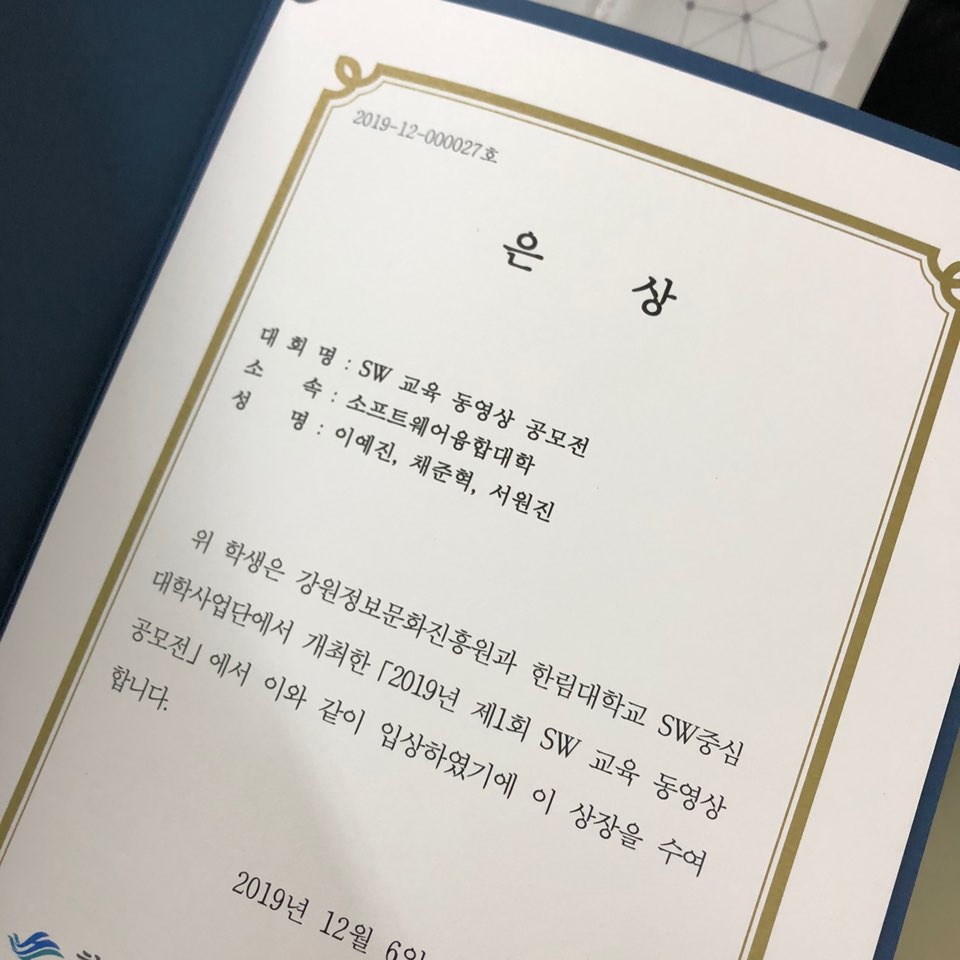 2019-12-000027호
은 상
대 회 명 : SW 교육 동영상 공모전
소 속 : 소프트웨어융합대학
성 명 : 이예진, 채준혁, 서원진
위 학생은 강원정보문화진흥원과 한림대학교 SW중심
대학사업단에서 개최한 「2019년 제1회 SW 교육 동영상
공모전」에서 이와 같이 입상하였기에 이 상장을 수여
합니다.
2019년 12월 6일